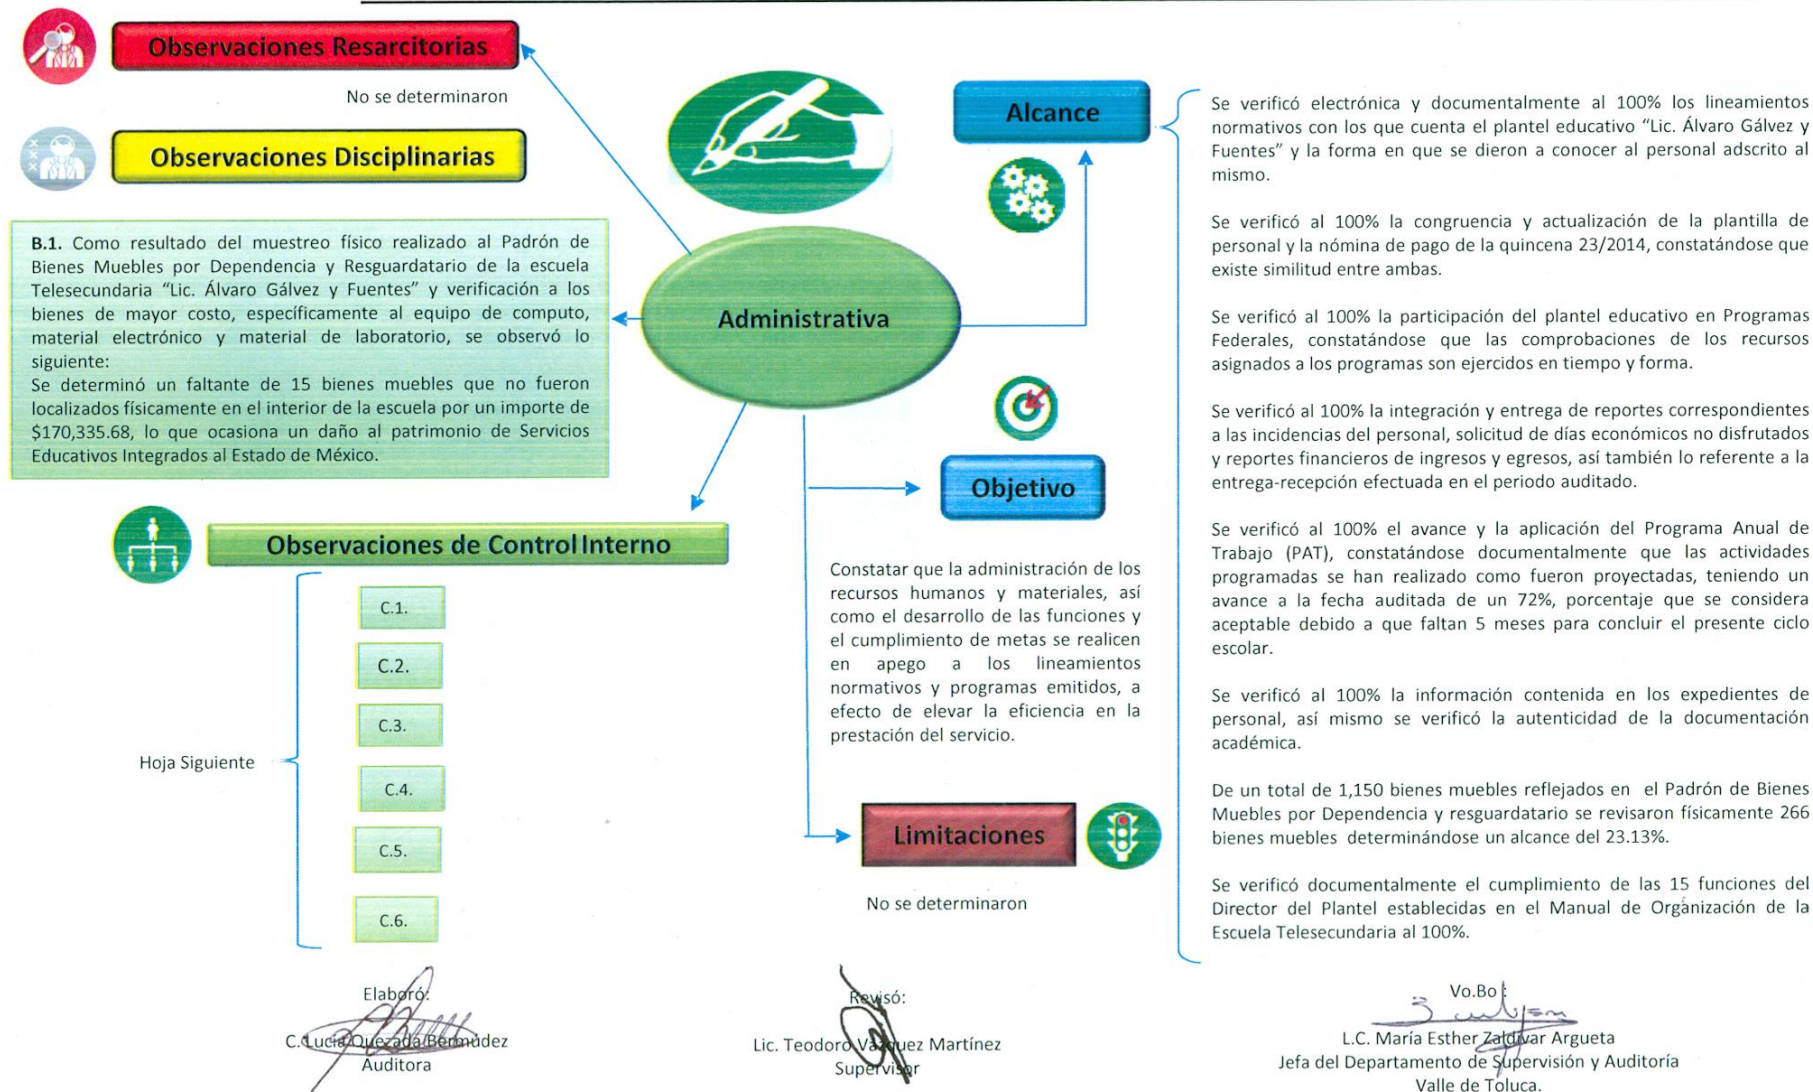 Observaciones Resarcitorias
No se determinaron
Observaciones Disciplinarias
B.1. Como resultado del muestreo físico realizado al Padrón de
Bienes Muebles por Dependencia y Resguardatario de la escuela
Telesecundaria “Lic. Álvaro Gálvez y Fuentes” y verificación a los
bienes de mayor costo, específicamente al equipo de computo,
material electrónico y material de laboratorio, se observó lo
siguiente:
Se determinó un faltante de 15 bienes muebles que no fueron
localizados físicamente en el interior de la escuela por un importe de
$170,335.68, lo que ocasiona un daño al patrimonio de Servicios
Educativos Integrados al Estado de México.
Observaciones de Control Interno
Hoja Siguiente
C.1.
C.2.
C.3.
C.4.
C.5.
C.6.
Administrativa
Objetivo
Constatar que la administración de los
recursos humanos y materiales, así
como el desarrollo de las funciones y
el cumplimiento de metas se realicen
en apego a los lineamientos
normativos y programas emitidos, a
efecto de elevar la eficiencia en la
prestación del servicio.
Limitaciones
No se determinaron
Alcance
Se verificó electrónica y documentalmente al 100% los lineamientos
normativos con los que cuenta el plantel educativo “Lic. Álvaro Gálvez y
Fuentes” y la forma en que se dieron a conocer al personal adscrito al
mismo.
Se verificó al 100% la congruencia y actualización de la plantilla de
personal y la nómina de pago de la quincena 23/2014, constatándose que
existe similitud entre ambas.
Se verificó al 100% la participación del plantel educativo en Programas
Federales, constatándose que las comprobaciones de los recursos
asignados a los programas son ejercidos en tiempo y forma.
Se verificó al 100% la integración y entrega de reportes correspondientes
a las incidencias del personal, solicitud de días económicos no disfrutados
y reportes financieros de ingresos y egresos, así también lo referente a la
entrega-recepción efectuada en el periodo auditado.
Se verificó al 100% el avance y la aplicación del Programa Anual de
Trabajo (PAT), constatándose documentalmente que las actividades
programadas se han realizado como fueron proyectadas, teniendo un
avance a la fecha auditada de un 72%, porcentaje que se considera
aceptable debido a que faltan 5 meses para concluir el presente ciclo
escolar.
Se verificó al 100% la información contenida en los expedientes de
personal, así mismo se verificó la autenticidad de la documentación
académica.
De un total de 1,150 bienes muebles reflejados en el Padrón de Bienes
Muebles por Dependencia y resguardatario se revisaron físicamente 266
bienes muebles determinándose un alcance del 23.13%.
Se verificó documentalmente el cumplimiento de las 15 funciones del
Director del Plantel establecidas en el Manual de Organización de la
Escuela Telesecundaria al 100%.
Elaboró:
C. Lucia Quezada Bermúdez
Auditora
Revisó:
Lic. Teodoro Vázquez Martínez
Supervisor
Vo.Bo.:
L.C. María Esther Zaldívar Argueta
Jefa del Departamento de Supervisión y Auditoría
Valle de Toluca.